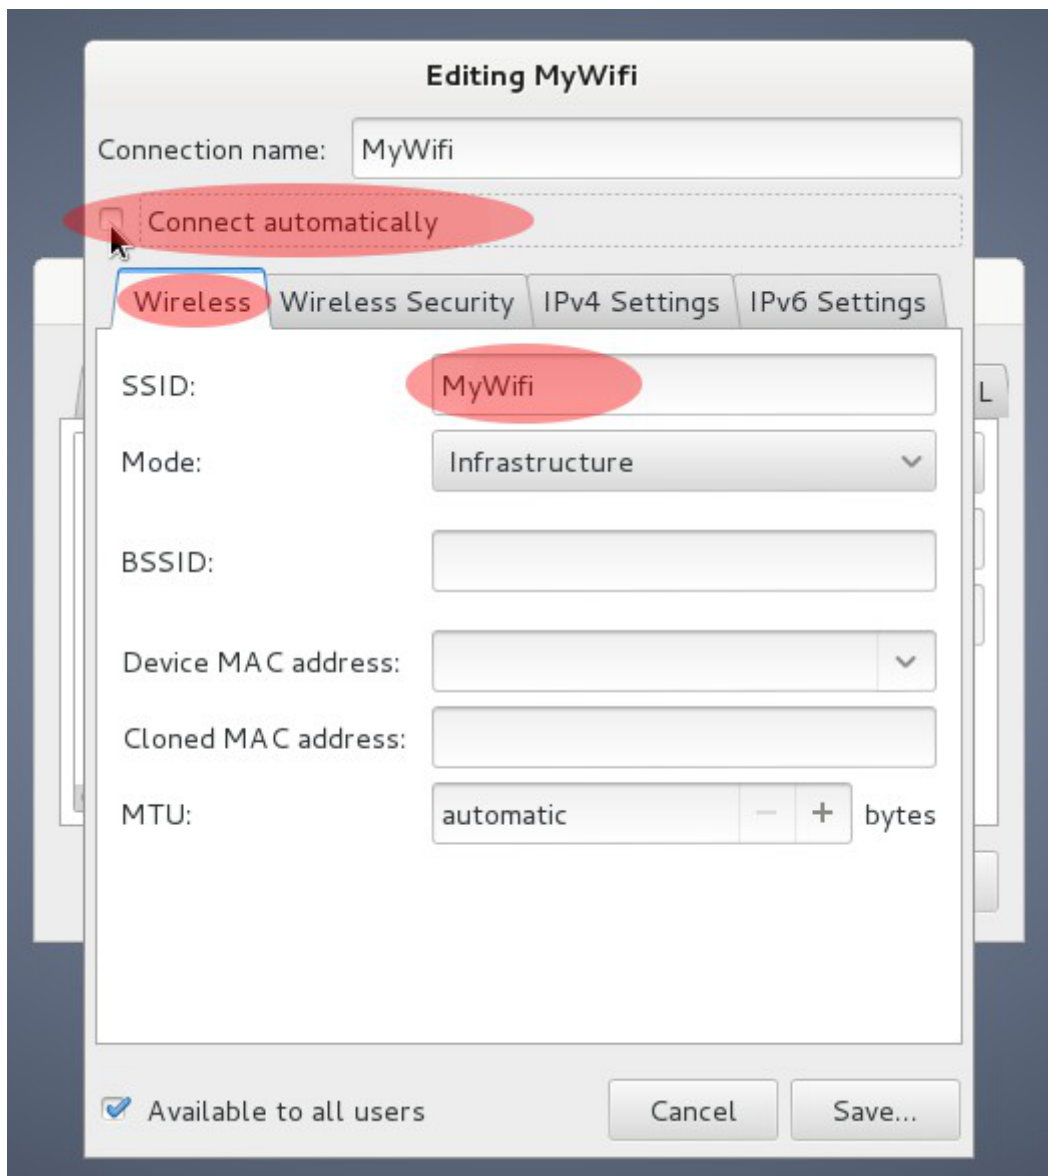 Editing MyWifi
Connection name: MyWifi
Connect automatically
Wireless Wireless Security IPv4 Settings IPv6 Settings
SSID: MyWifi
L
Mode: Infrastructure
BSSID:
Device MAC address:
Cloned MAC address:
MTU: automatic − + bytes
Available to all users Cancel Save...